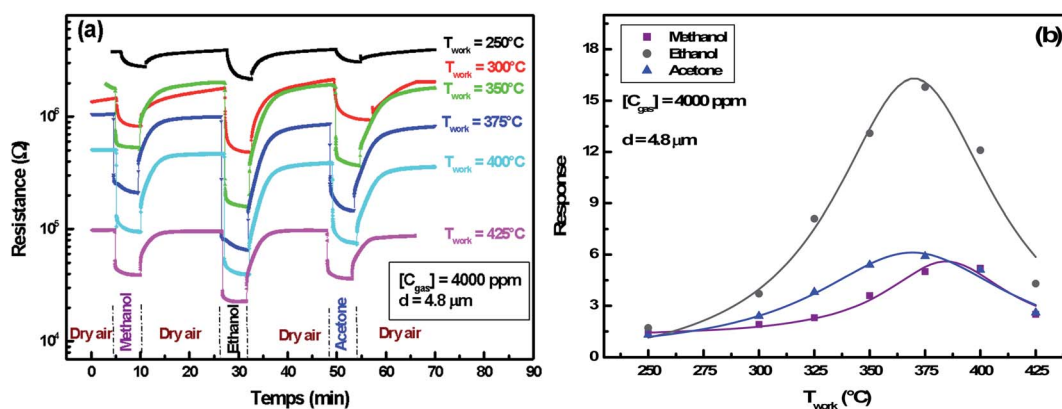 (a)
T_work = 250°C
T_work = 300°C
T_work = 350°C
T_work = 375°C
T_work = 400°C
T_work = 425°C
[C_gas] = 4000 ppm
d = 4.8 µm
Dry air
Methanol
Dry air
Ethanol
Dry air
Acetone
Dry air
Resistance (Ω)
10^6
10^5
10^4
0 10 20 30 40 50 60 70 80 90
Temps (min)
(b)
Methanol
Ethanol
Acetone
[C_gas] = 4000 ppm
d = 4.8 µm
Response
18
15
12
9
6
3
0
250 275 300 325 350 375 400 425
T_work (°C)